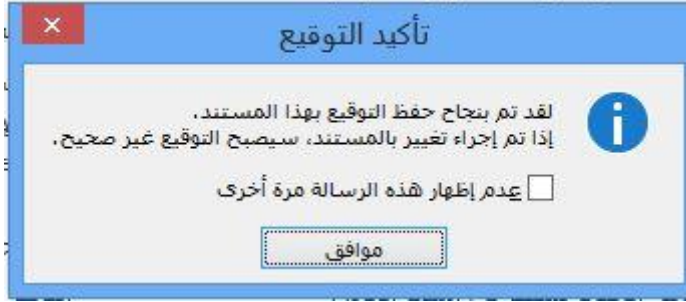 تأكيد التوقيع
لقد تم بنجاح حفظ التوقيع بهذا المستند.
إذا تم إجراء تغيير بالمستند، سيصبح التوقيع غير صحيح.
عدم إظهار هذه الرسالة مرة أخرى
موافق